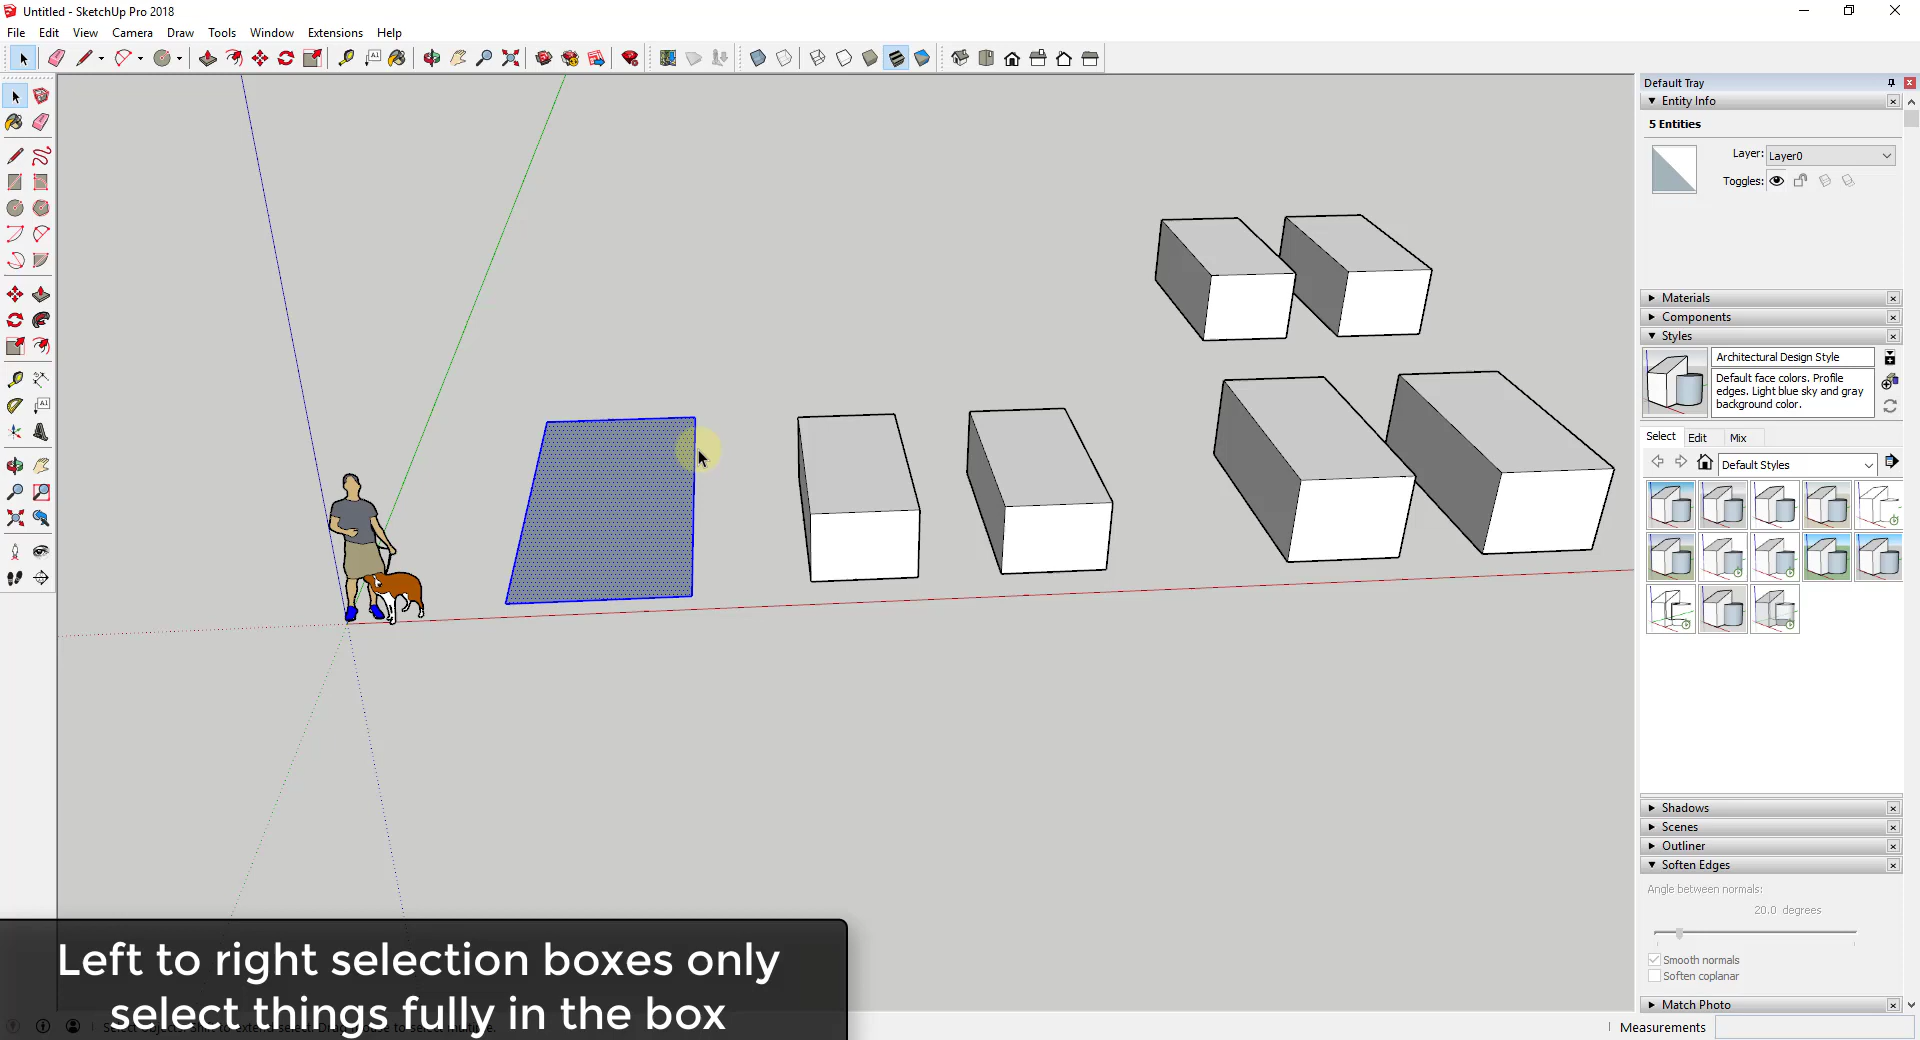 Untitled - SketchUp Pro 2018
File Edit View Camera Draw Tools Window Extensions Help
Default Tray
Entity Info
5 Entities
Layer: Layer0
Toggles:
Materials
Components
Styles
Architectural Design Style
Default face colors. Profile
edges. Light blue sky and gray
background color.
Select Edit Mix
Default Styles
Shadows
Scenes
Outliner
Soften Edges
Angle between normals:
20.0 degrees
Smooth normals
Soften coplanar
Match Photo
Left to right selection boxes only
select things fully in the box
Measurements